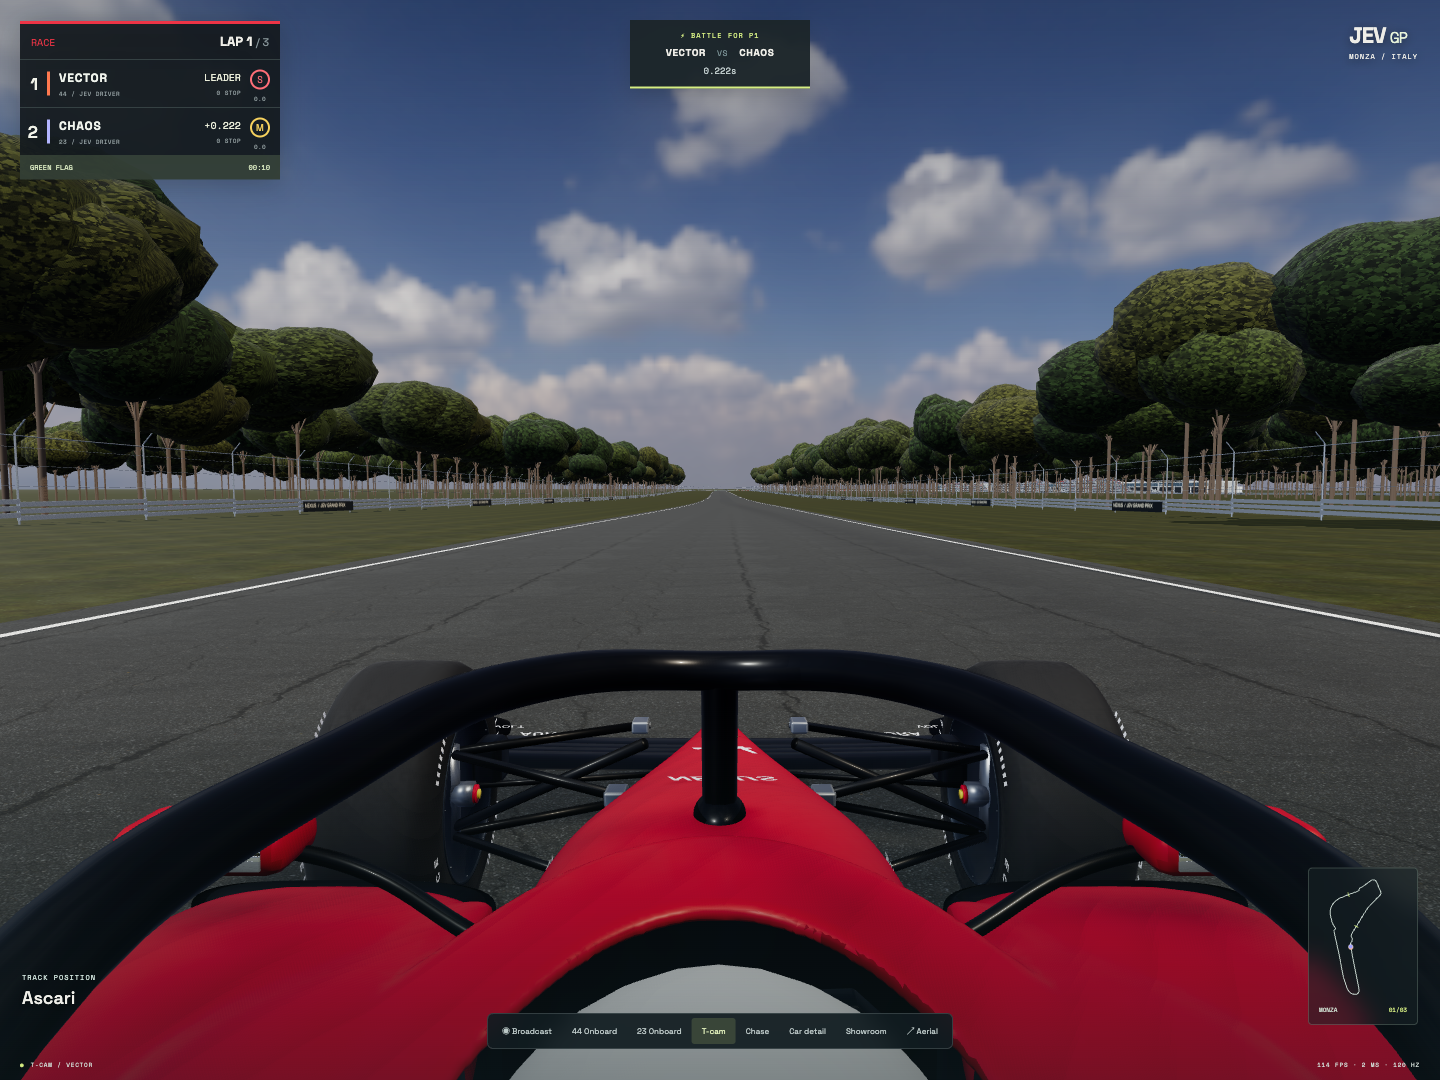 RACE LAP 1 / 3
1 VECTOR LEADER S
44 / JEV DRIVER 0 STOP 0.0
2 CHAOS +0.222 M
23 / JEV DRIVER 0 STOP 0.0
GREEN FLAG 00:10
⚡ BATTLE FOR P1
VECTOR VS CHAOS
0.222s
JEV GP
MONZA / ITALY
TRACK POSITION
Ascari
T-CAM / VECTOR
Broadcast 44 Onboard 23 Onboard T-cam Chase Car detail Showroom Aerial
MONZA 01/03
114 FPS · 2 MS · 120 HZ